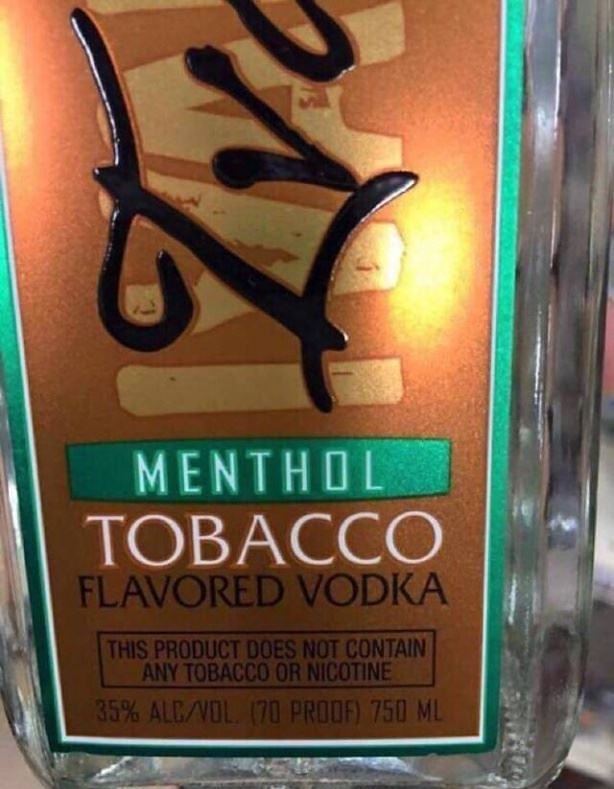 MENTHOL
TOBACCO
FLAVORED VODKA
THIS PRODUCT DOES NOT CONTAIN
ANY TOBACCO OR NICOTINE
35% ALC/VOL. (70 PROOF) 750 ML